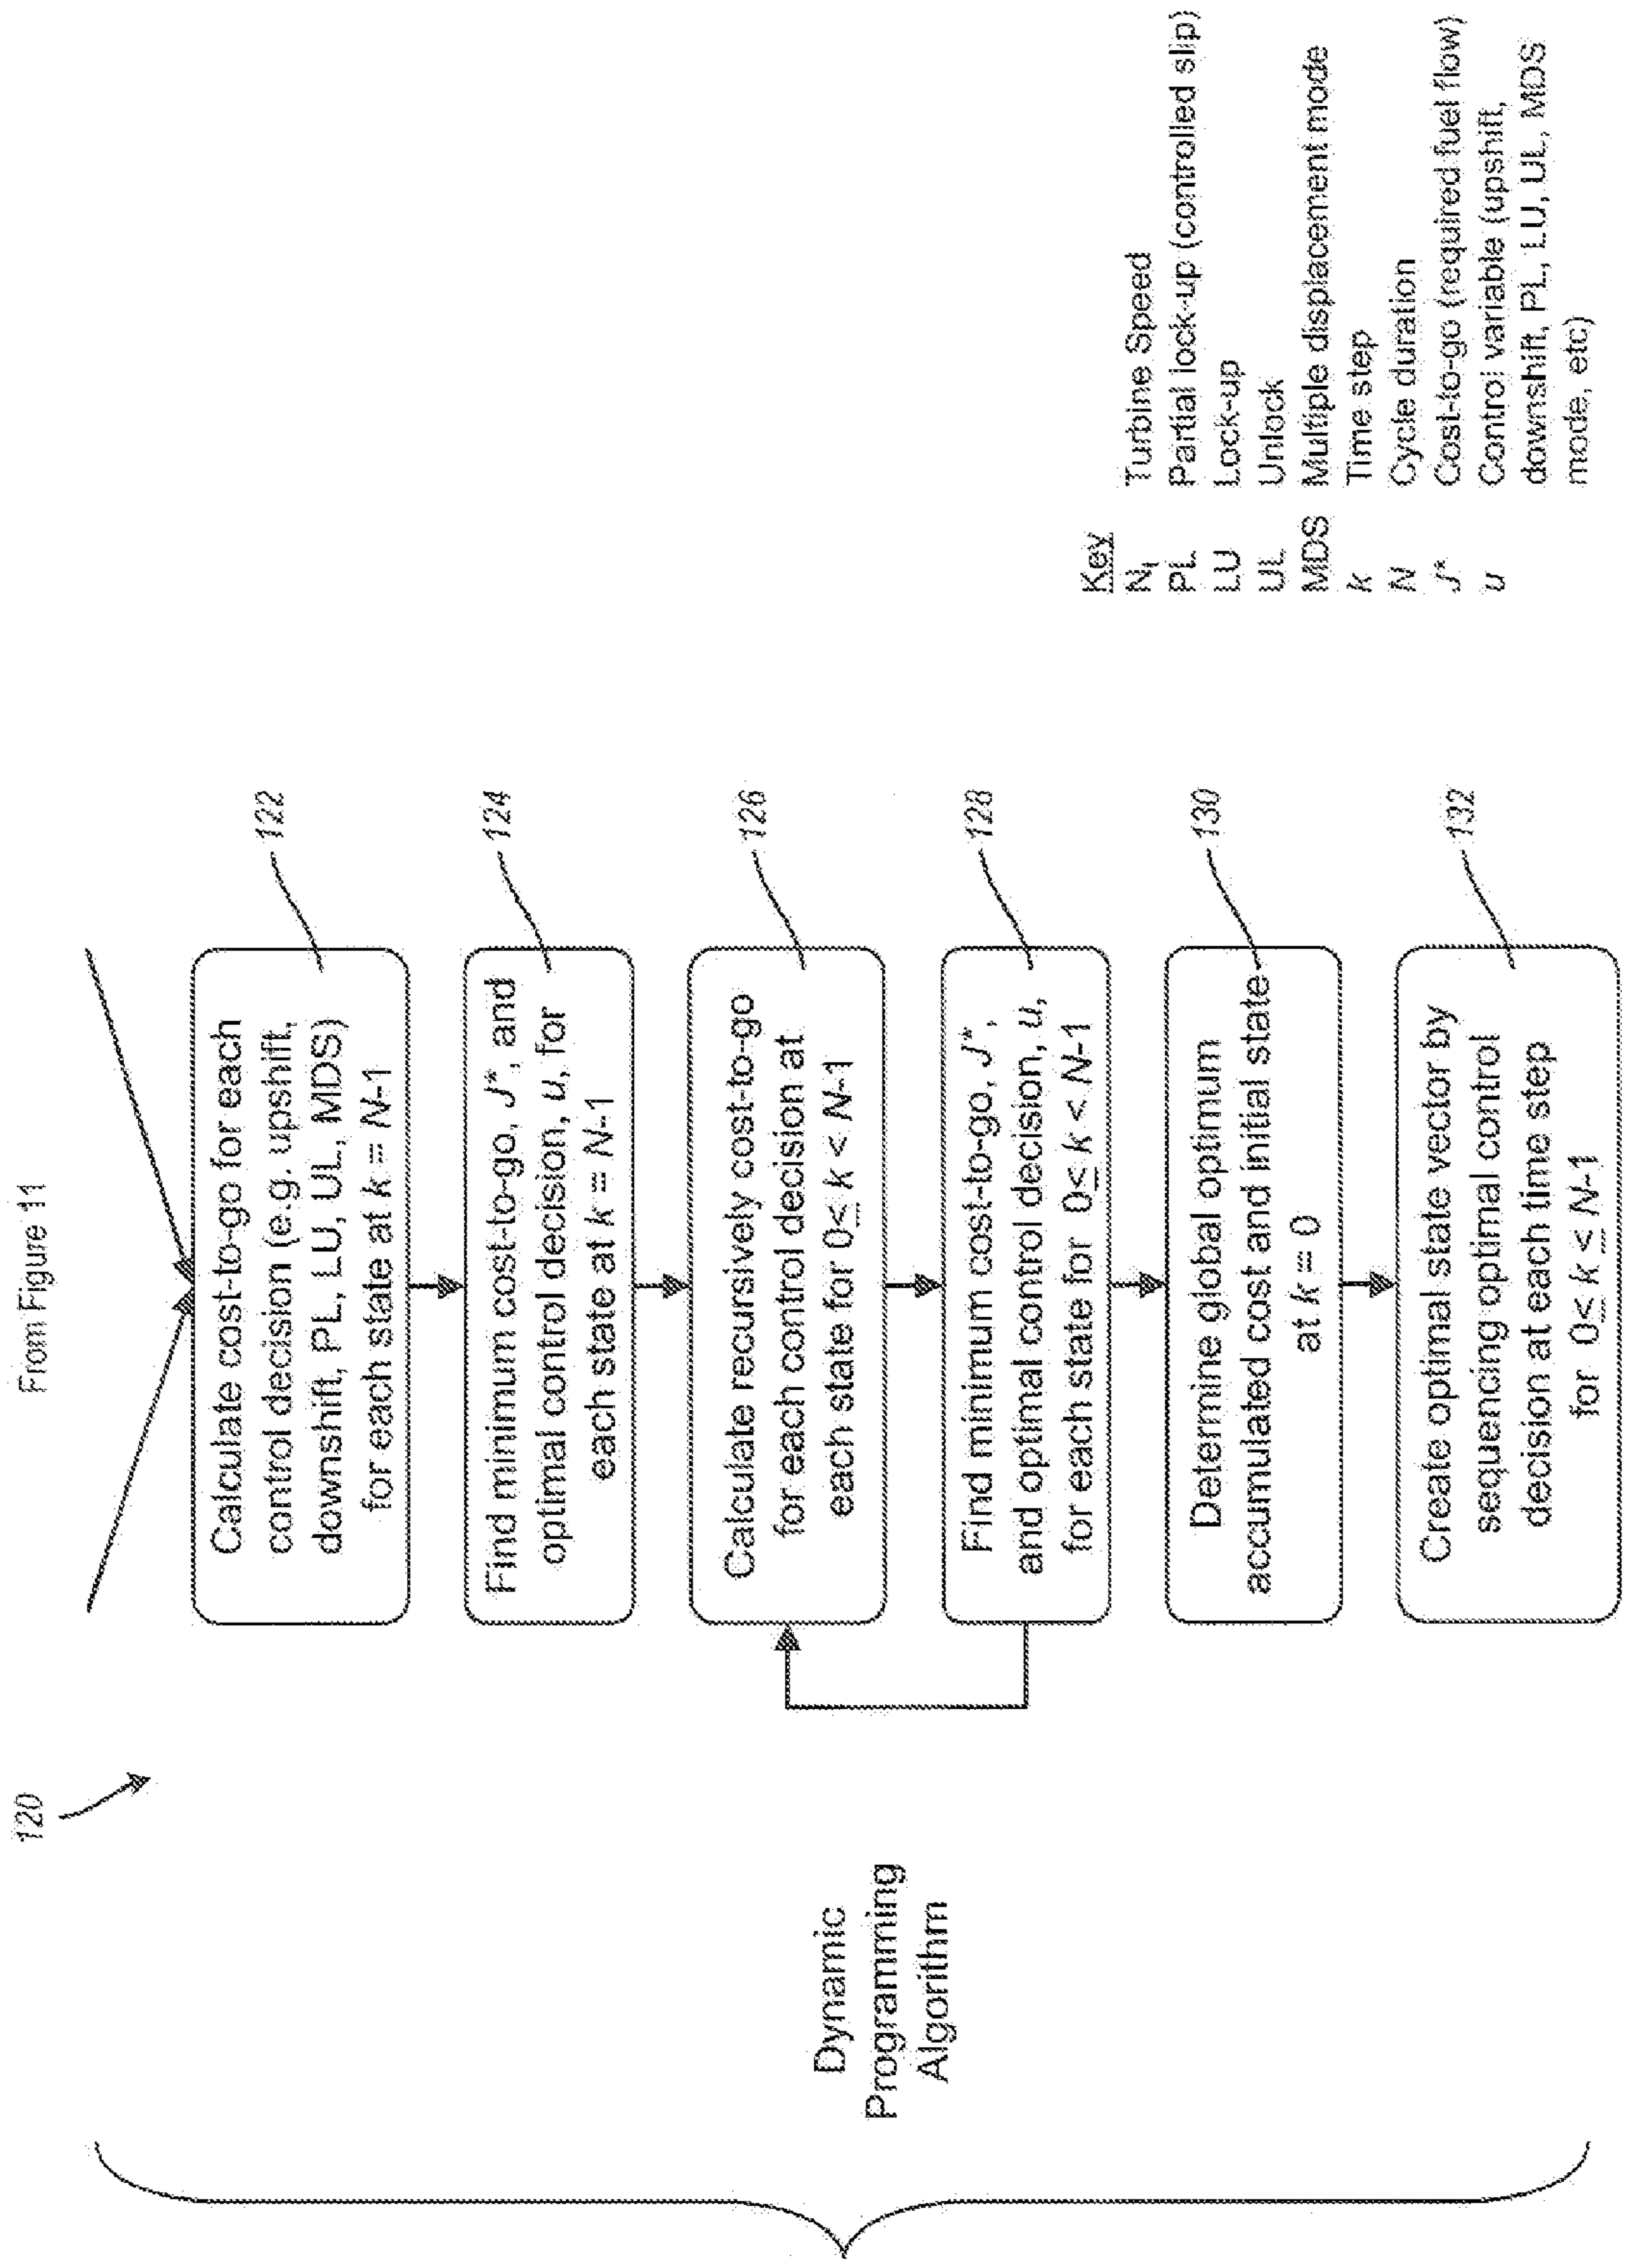 From Figure 11
120
Dynamic
Programming
Algorithm
Calculate cost-to-go for each
control decision (e.g. upshift,
downshift, PL, LU, UL, MDS)
for each state at k = N-1
122
Find minimum cost-to-go, J*, and
optimal control decision, u, for
each state at k = N-1
124
Calculate recursively cost-to-go
for each control decision at
each state for 0≤ k < N-1
126
Find minimum cost-to-go, J*,
and optimal control decision, u,
for each state for 0≤ k < N-1
128
Determine global optimum
accumulated cost and initial state
at k = 0
130
Create optimal state vector by
sequencing optimal control
decision at each time step
for 0≤ k ≤ N-1
132
Key
Nt Turbine Speed
PL Partial lock-up (controlled slip)
LU Lock-up
UL Unlock
MDS Multiple displacement mode
k Time step
N Cycle duration
J* Cost-to-go (required fuel flow)
u Control variable (upshift,
downshift, PL, LU, UL, MDS
mode, etc)